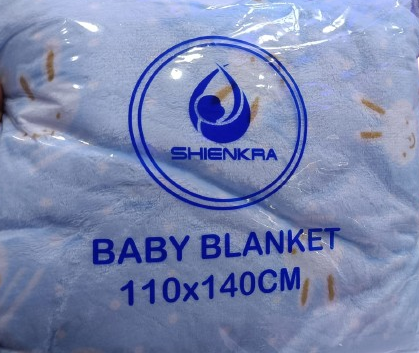 SHIENKRA
BABY BLANKET
110x140CM